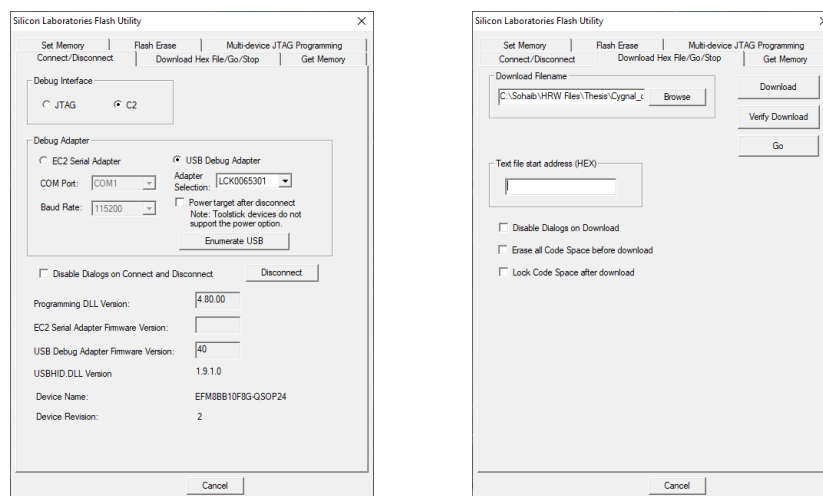 Silicon Laboratories Flash Utility
Set Memory Flash Erase Multi-device JTAG Programming
Connect/Disconnect Download Hex File/Go/Stop Get Memory
Debug Interface
JTAG C2
Debug Adapter
EC2 Serial Adapter USB Debug Adapter
COM Port: COM1 Adapter Selection: LCK0065301
Baud Rate: 115200 Power target after disconnect
Note: Toolstick devices do not
support the power option.
Enumerate USB
Disable Dialogs on Connect and Disconnect Disconnect
Programming DLL Version: 4.80.00
EC2 Serial Adapter Firmware Version:
USB Debug Adapter Firmware Version: 40
USBHID.DLL Version 1.9.1.0
Device Name: EFM8BB10F8G-QSOP24
Device Revision: 2
Cancel
Silicon Laboratories Flash Utility
Set Memory Flash Erase Multi-device JTAG Programming
Connect/Disconnect Download Hex File/Go/Stop Get Memory
Download Filename
C:\Sohaib\HRW Files\Thesis\Cygnal_c Browse
Download
Verify Download
Go
Text file start address (HEX)
Disable Dialogs on Download
Erase all Code Space before download
Lock Code Space after download
Cancel